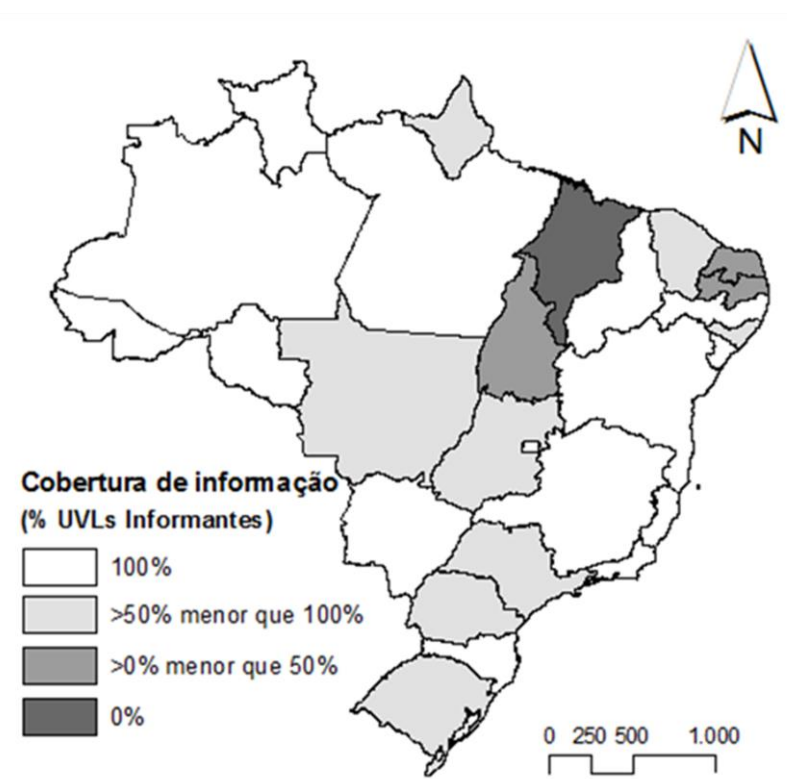 N
Cobertura de informação
(% UVLs Informantes)
100%
>50% menor que 100%
>0% menor que 50%
0%
0 250 500 1.000